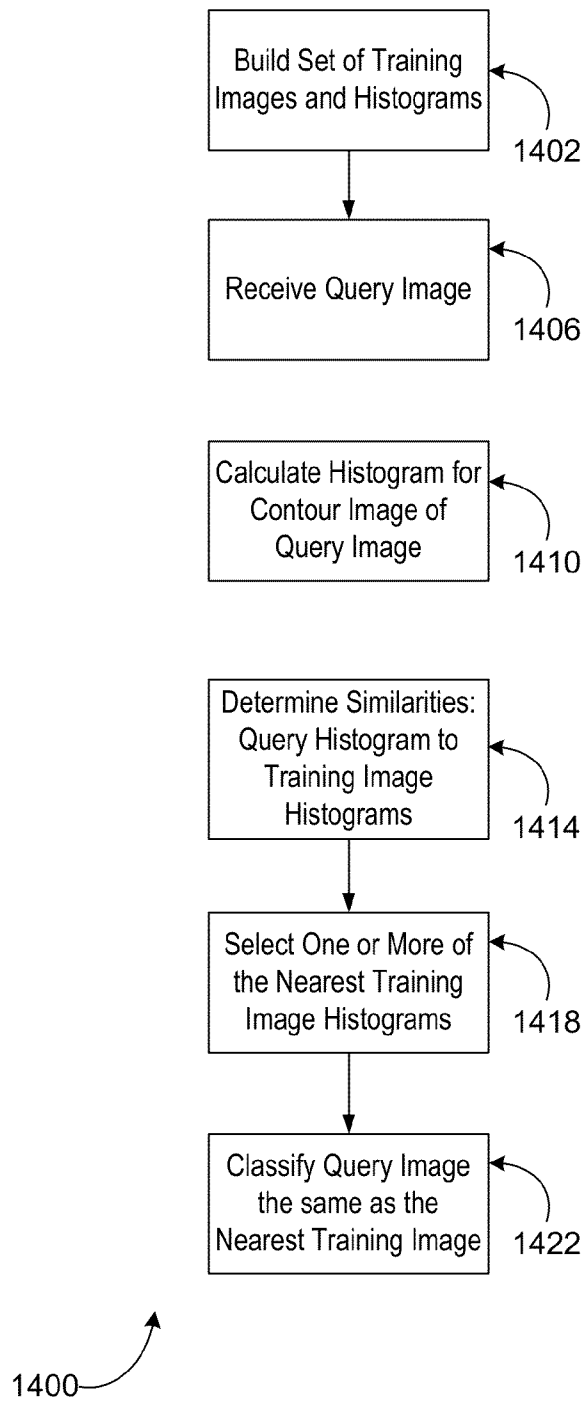 Build Set of Training
Images and Histograms
1402
Receive Query Image
1406
Calculate Histogram for
Contour Image of
Query Image
1410
Determine Similarities:
Query Histogram to
Training Image
Histograms
1414
Select One or More of
the Nearest Training
Image Histograms
1418
Classify Query Image
the same as the
Nearest Training Image
1422
1400